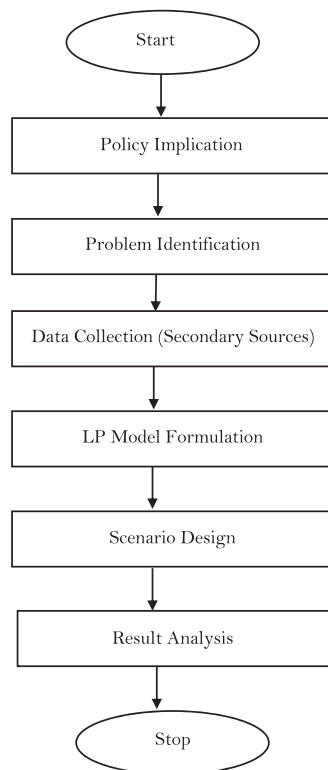 Start
Policy Implication
Problem Identification
Data Collection (Secondary Sources)
LP Model Formulation
Scenario Design
Result Analysis
Stop